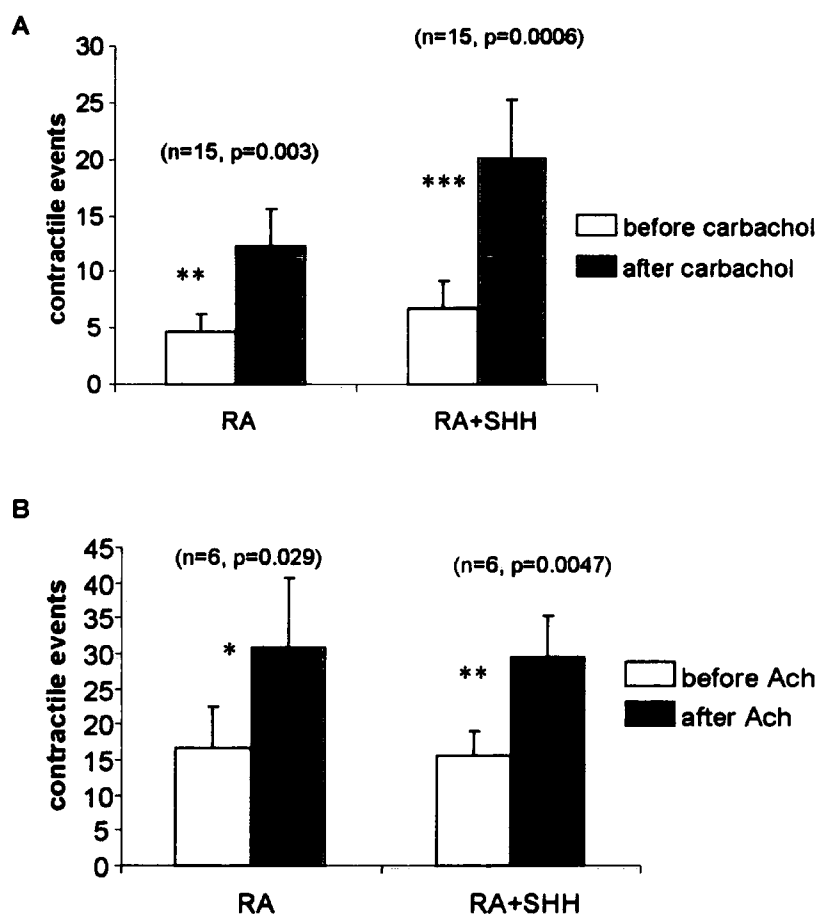 A
(n=15, p=0.0006)
30
25
(n=15, p=0.003)
20
***
15
**
10
5
0
contractile events
before carbachol
after carbachol
RA
RA+SHH
B
45
(n=6, p=0.029)
(n=6, p=0.0047)
40
35
30
*
**
25
20
15
10
5
0
contractile events
before Ach
after Ach
RA
RA+SHH